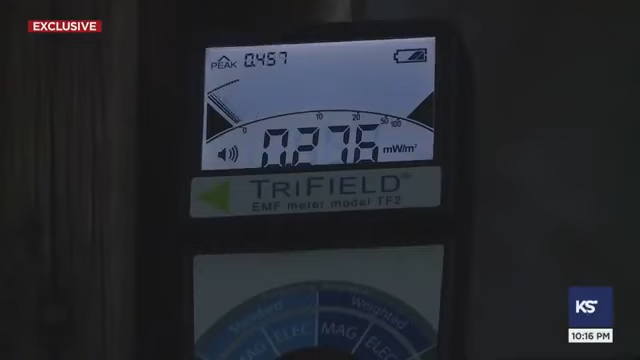 EXCLUSIVE
PEAK 0.457
0 10 20 50 100
0.276 mW/m²
TRIFIELD®
EMF meter model TF2
Standard Weighted
MAG ELEC MAG ELEC
KS
10:16 PM